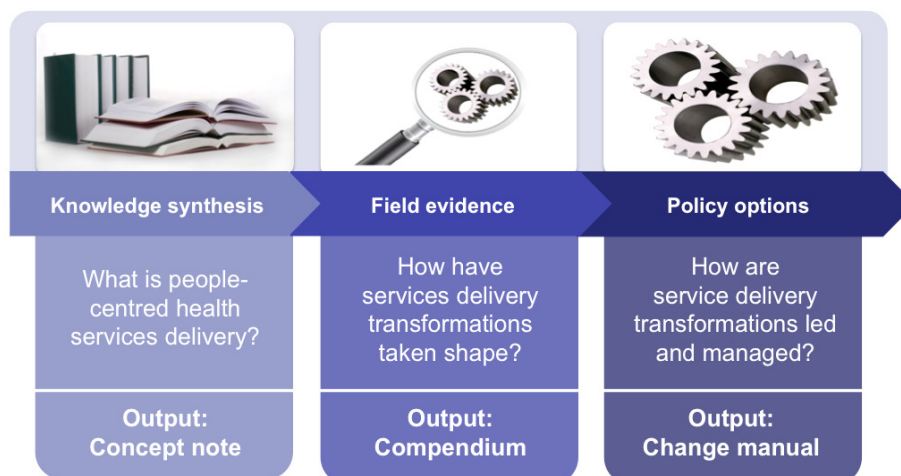 Knowledge synthesis
Field evidence
Policy options
What is people-
centred health
services delivery?
How have
services delivery
transformations
taken shape?
How are
service delivery
transformations led
and managed?
Output:
Concept note
Output:
Compendium
Output:
Change manual